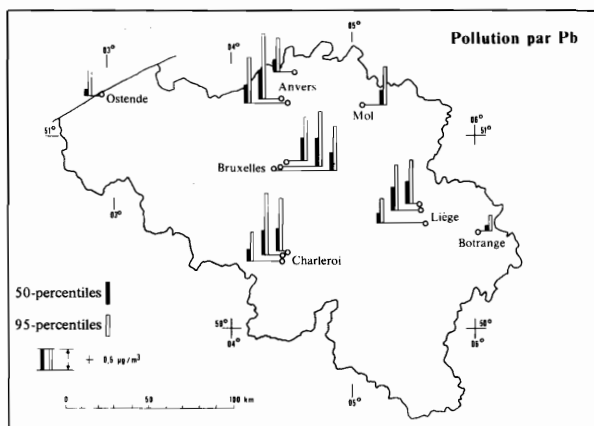 Pollution par Pb
05°
03°
04°
Anvers
Ostende
Mol
51°
06°
51°
Bruxelles
02°
Liège
Botrange
Charleroi
50-percentiles
95-percentiles
50°
04°
50°
06°
+ 0,5 µg/m³
05°
0 50 100 km